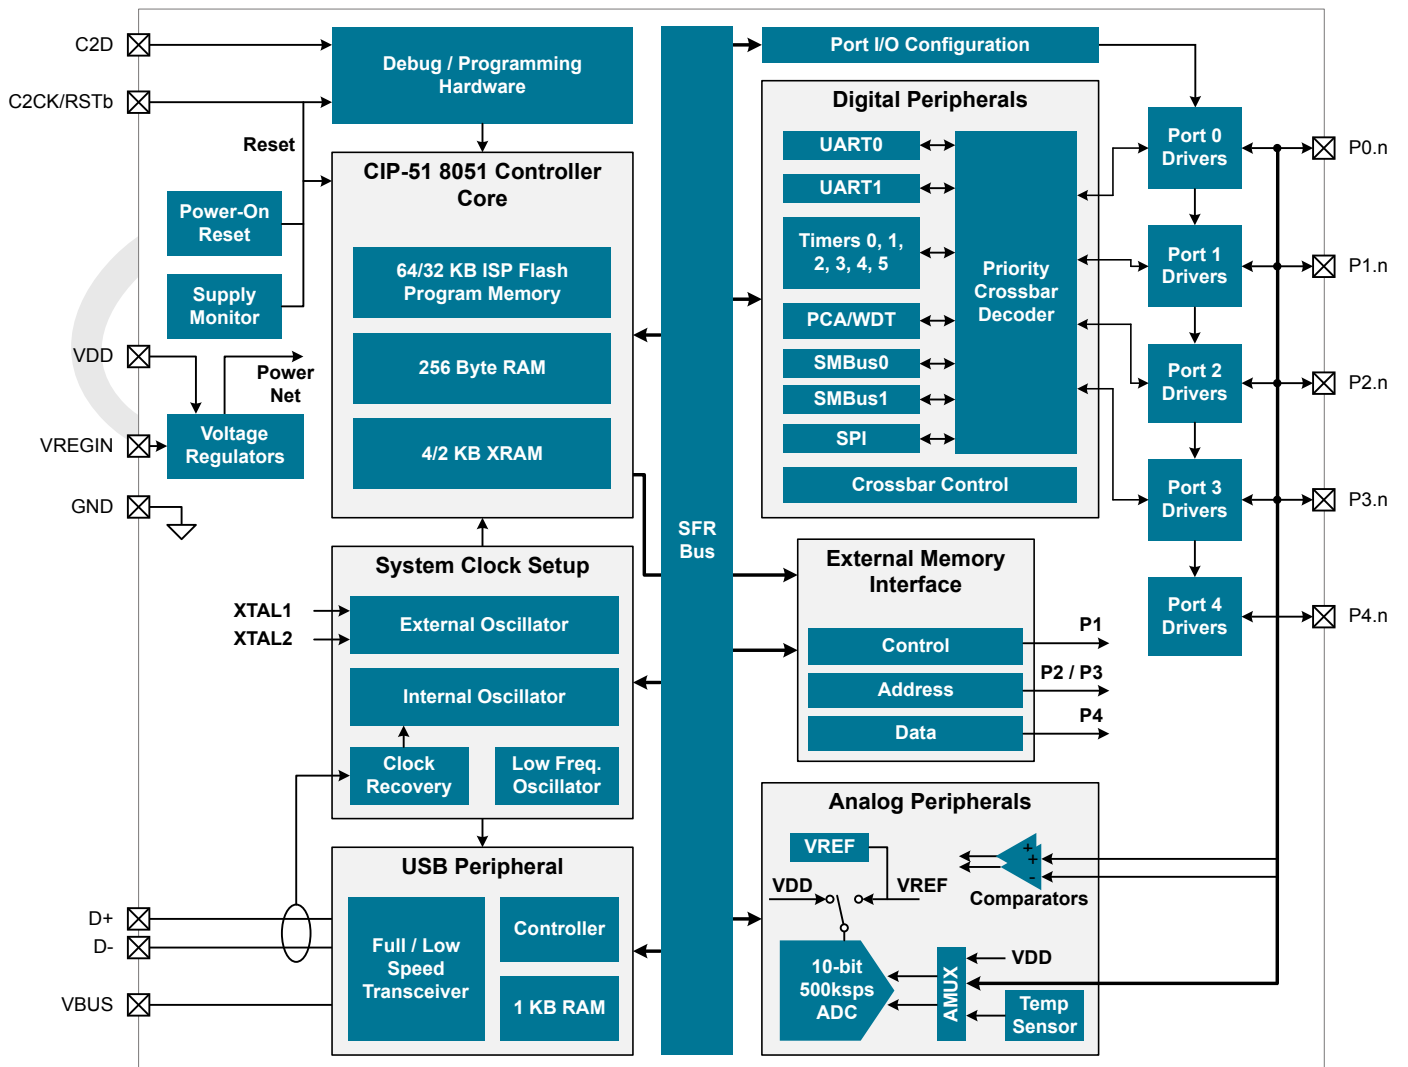 C2D
C2CK/RSTb
Debug / Programming
Hardware
Reset
Power-On
Reset
Supply
Monitor
VDD
Power
Net
VREGIN
Voltage
Regulators
GND
CIP-51 8051 Controller
Core
64/32 KB ISP Flash
Program Memory
256 Byte RAM
4/2 KB XRAM
System Clock Setup
XTAL1
XTAL2
External Oscillator
Internal Oscillator
Clock
Recovery
Low Freq.
Oscillator
USB Peripheral
D+
D-
VBUS
Full / Low
Speed
Transceiver
Controller
1 KB RAM
SFR
Bus
Port I/O Configuration
Digital Peripherals
UART0
UART1
Timers 0, 1,
2, 3, 4, 5
PCA/WDT
SMBus0
SMBus1
SPI
Priority
Crossbar
Decoder
Crossbar Control
Port 0
Drivers
P0.n
Port 1
Drivers
P1.n
Port 2
Drivers
P2.n
Port 3
Drivers
P3.n
Port 4
Drivers
P4.n
External Memory
Interface
Control
P1
Address
P2 / P3
Data
P4
Analog Peripherals
VREF
VDD
VREF
+
+
-
Comparators
10-bit
500ksps
ADC
AMUX
VDD
Temp
Sensor